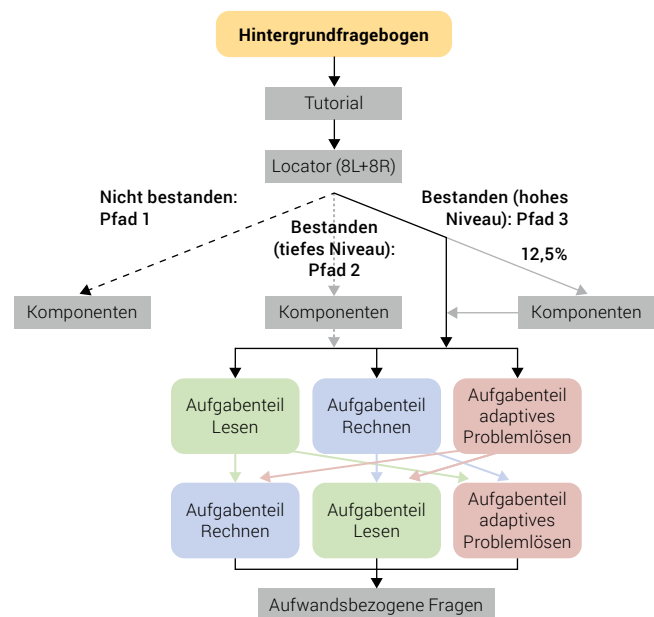 Hintergrundfragebogen
Tutorial
Locator (8L+8R)
Nicht bestanden:
Pfad 1
Bestanden
(tiefes Niveau):
Pfad 2
Bestanden (hohes
Niveau): Pfad 3
12,5%
Komponenten
Komponenten
Komponenten
Aufgabenteil
Lesen
Aufgabenteil
Rechnen
Aufgabenteil
adaptives
Problemlösen
Aufgabenteil
Rechnen
Aufgabenteil
Lesen
Aufgabenteil
adaptives
Problemlösen
Aufwandsbezogene Fragen